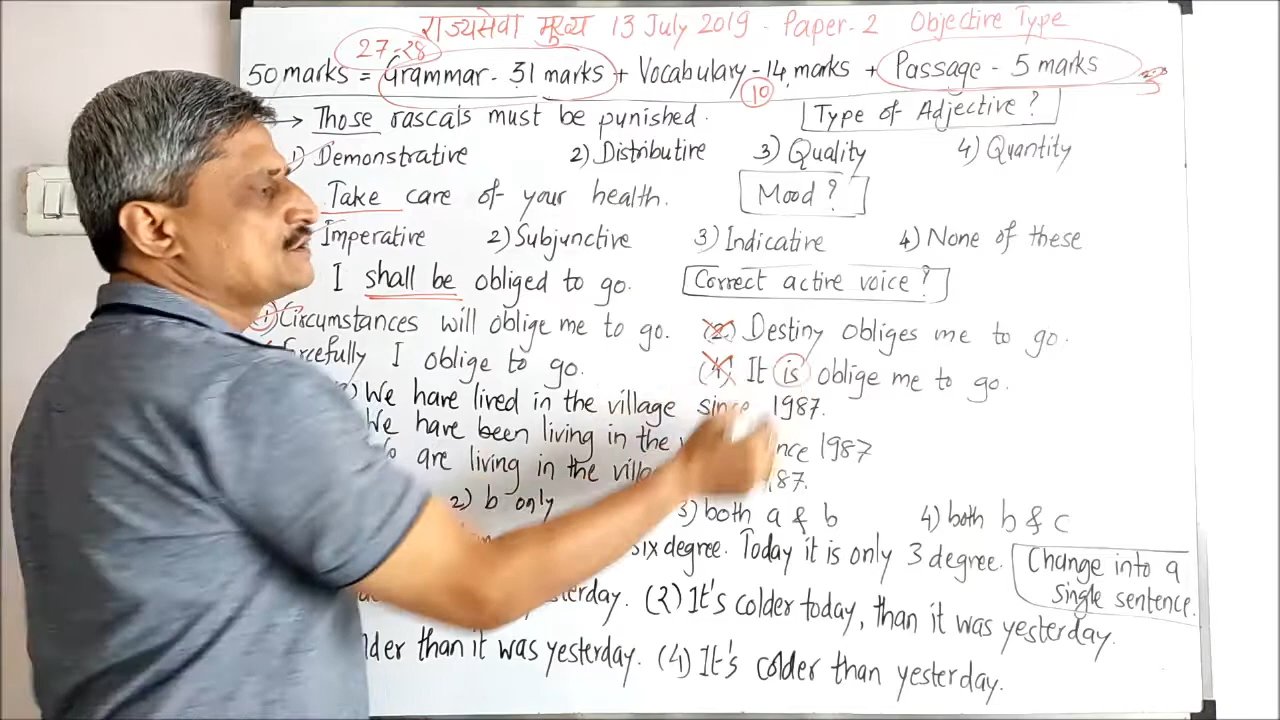 राज्यसेवा मुख्य 13 July 2019 - Paper - 2 Objective Type
27-28
50 marks = Grammar - 31 marks + Vocabulary - 14 marks + Passage - 5 marks
10
→ Those rascals must be punished. Type of Adjective?
1) Demonstrative 2) Distributive 3) Quality 4) Quantity
Take care of your health. Mood?
Imperative 2) Subjunctive 3) Indicative 4) None of these
I shall be obliged to go. Correct active voice?
(1) Circumstances will oblige me to go. (2) Destiny obliges me to go.
Forcefully I oblige to go. (4) It is oblige me to go.
We have lived in the village since 1987.
We have been living in the 1987
are living in the 87.
2) b only 3) both a & b 4) both b & c
six degree. Today it is only 3 degree. Change into a single sentence.
yesterday. (2) It's colder today, than it was yesterday.
than it was yesterday. (4) It's colder than yesterday.